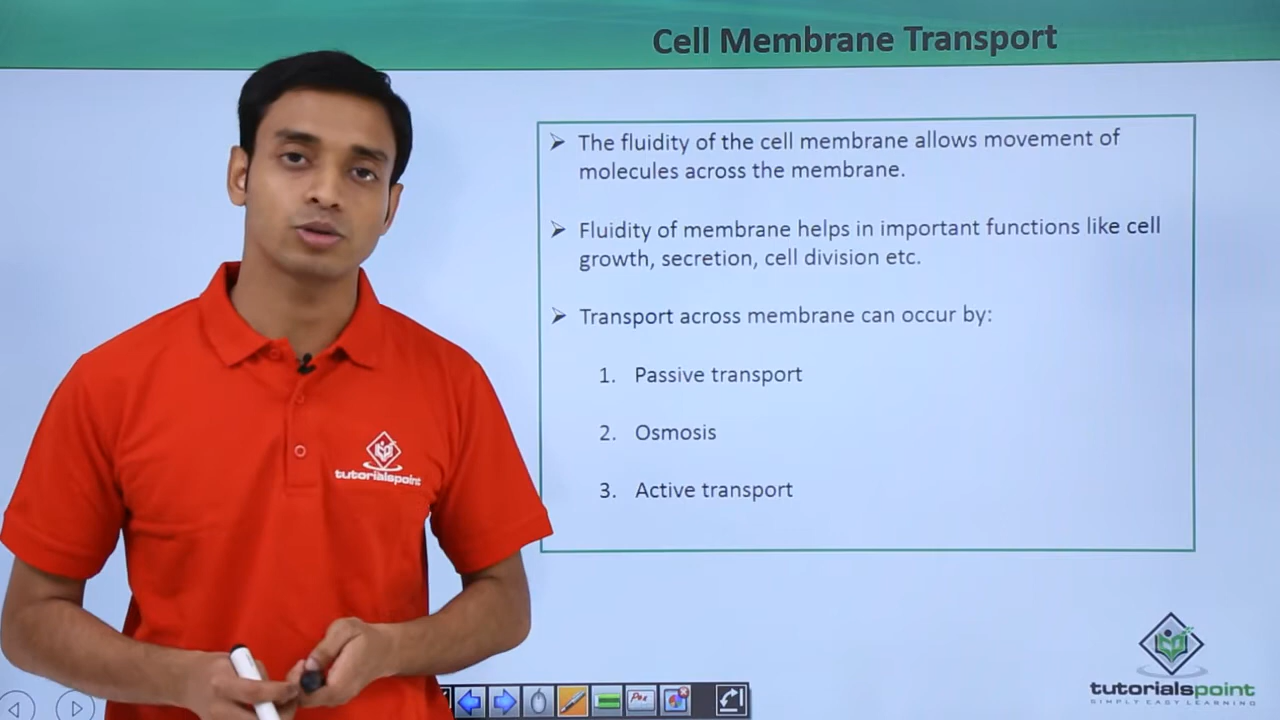 Cell Membrane Transport
The fluidity of the cell membrane allows movement of
molecules across the membrane.
Fluidity of membrane helps in important functions like cell
growth, secretion, cell division etc.
Transport across membrane can occur by:
1. Passive transport
2. Osmosis
3. Active transport
tutorialspoint
Pen
tutorialspoint
SIMPLY EASY LEARNING